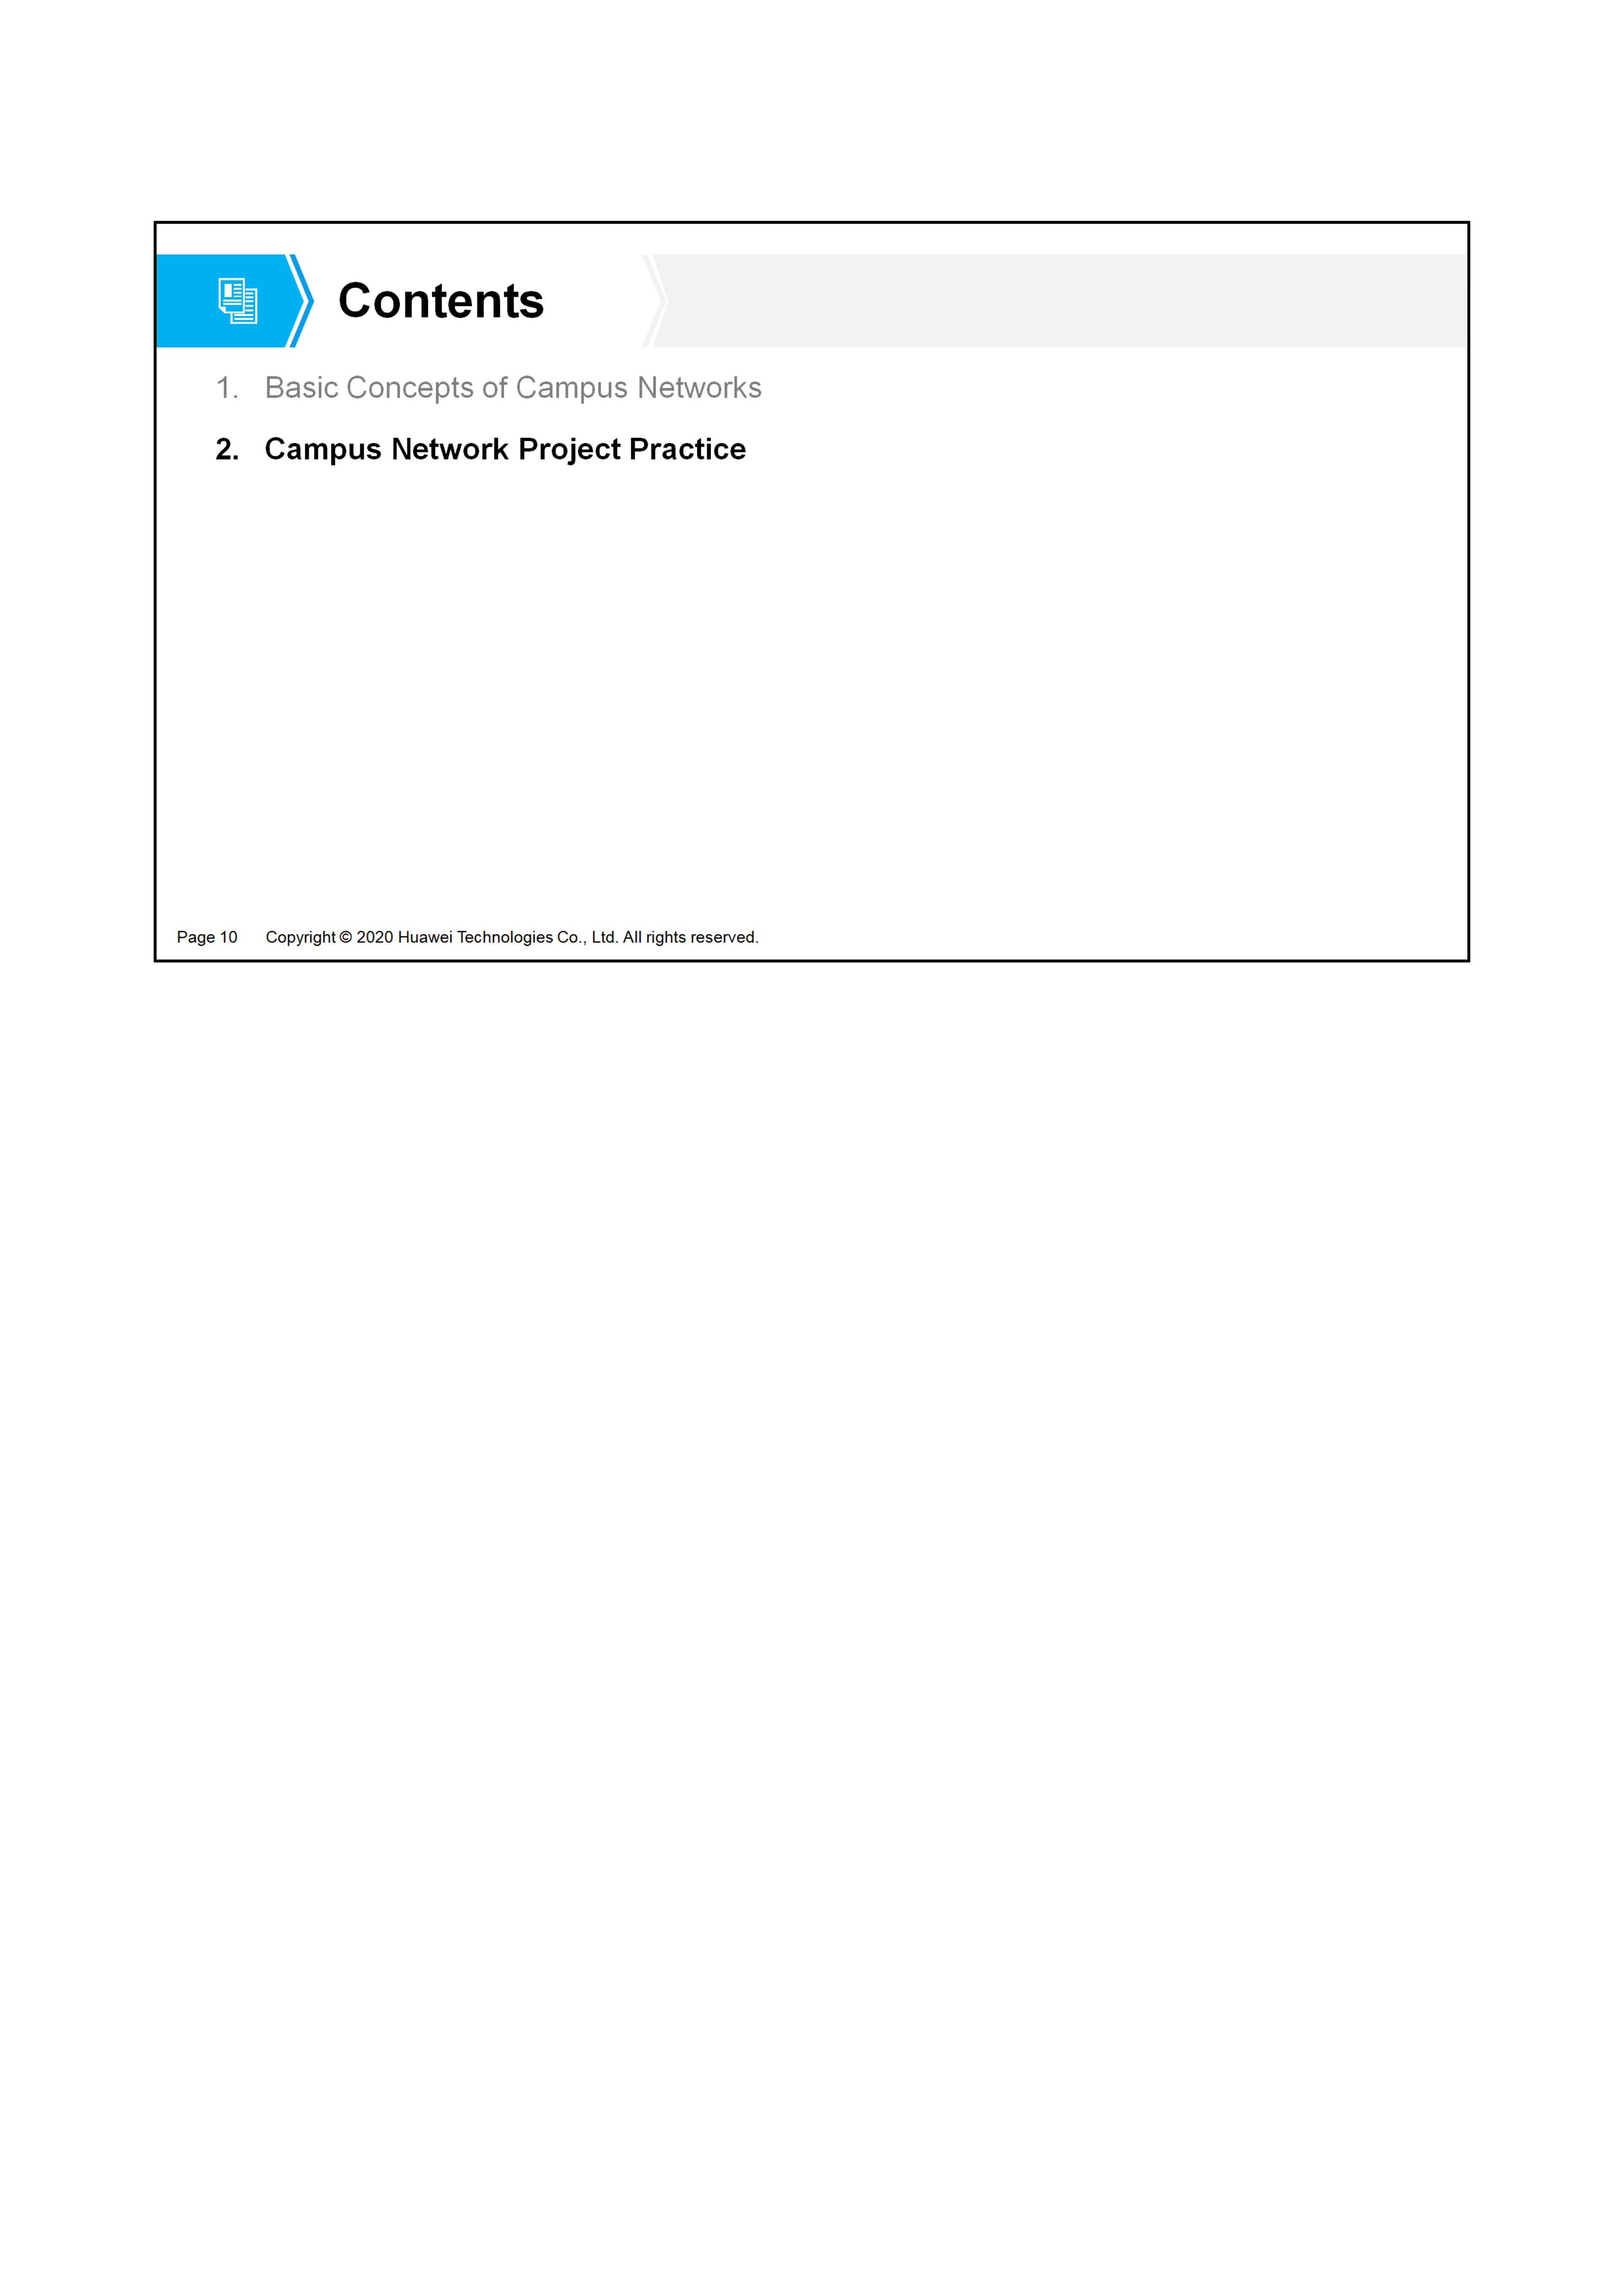 Contents
1. Basic Concepts of Campus Networks
2. Campus Network Project Practice
Page 10 Copyright © 2020 Huawei Technologies Co., Ltd. All rights reserved.